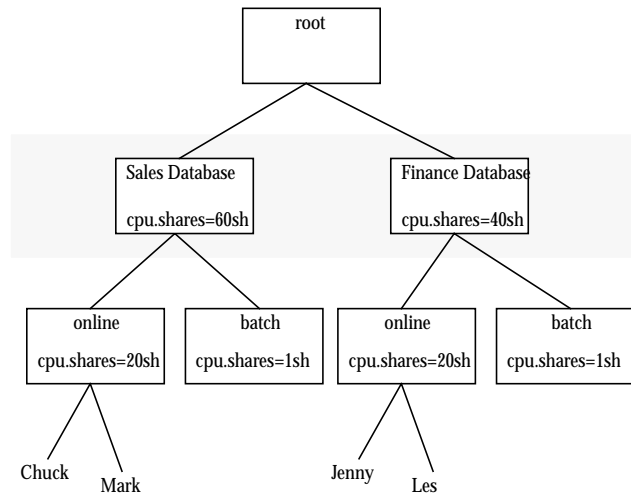 root
Sales Database
cpu.shares=60sh
Finance Database
cpu.shares=40sh
online
cpu.shares=20sh
batch
cpu.shares=1sh
online
cpu.shares=20sh
batch
cpu.shares=1sh
Chuck
Mark
Jenny
Les